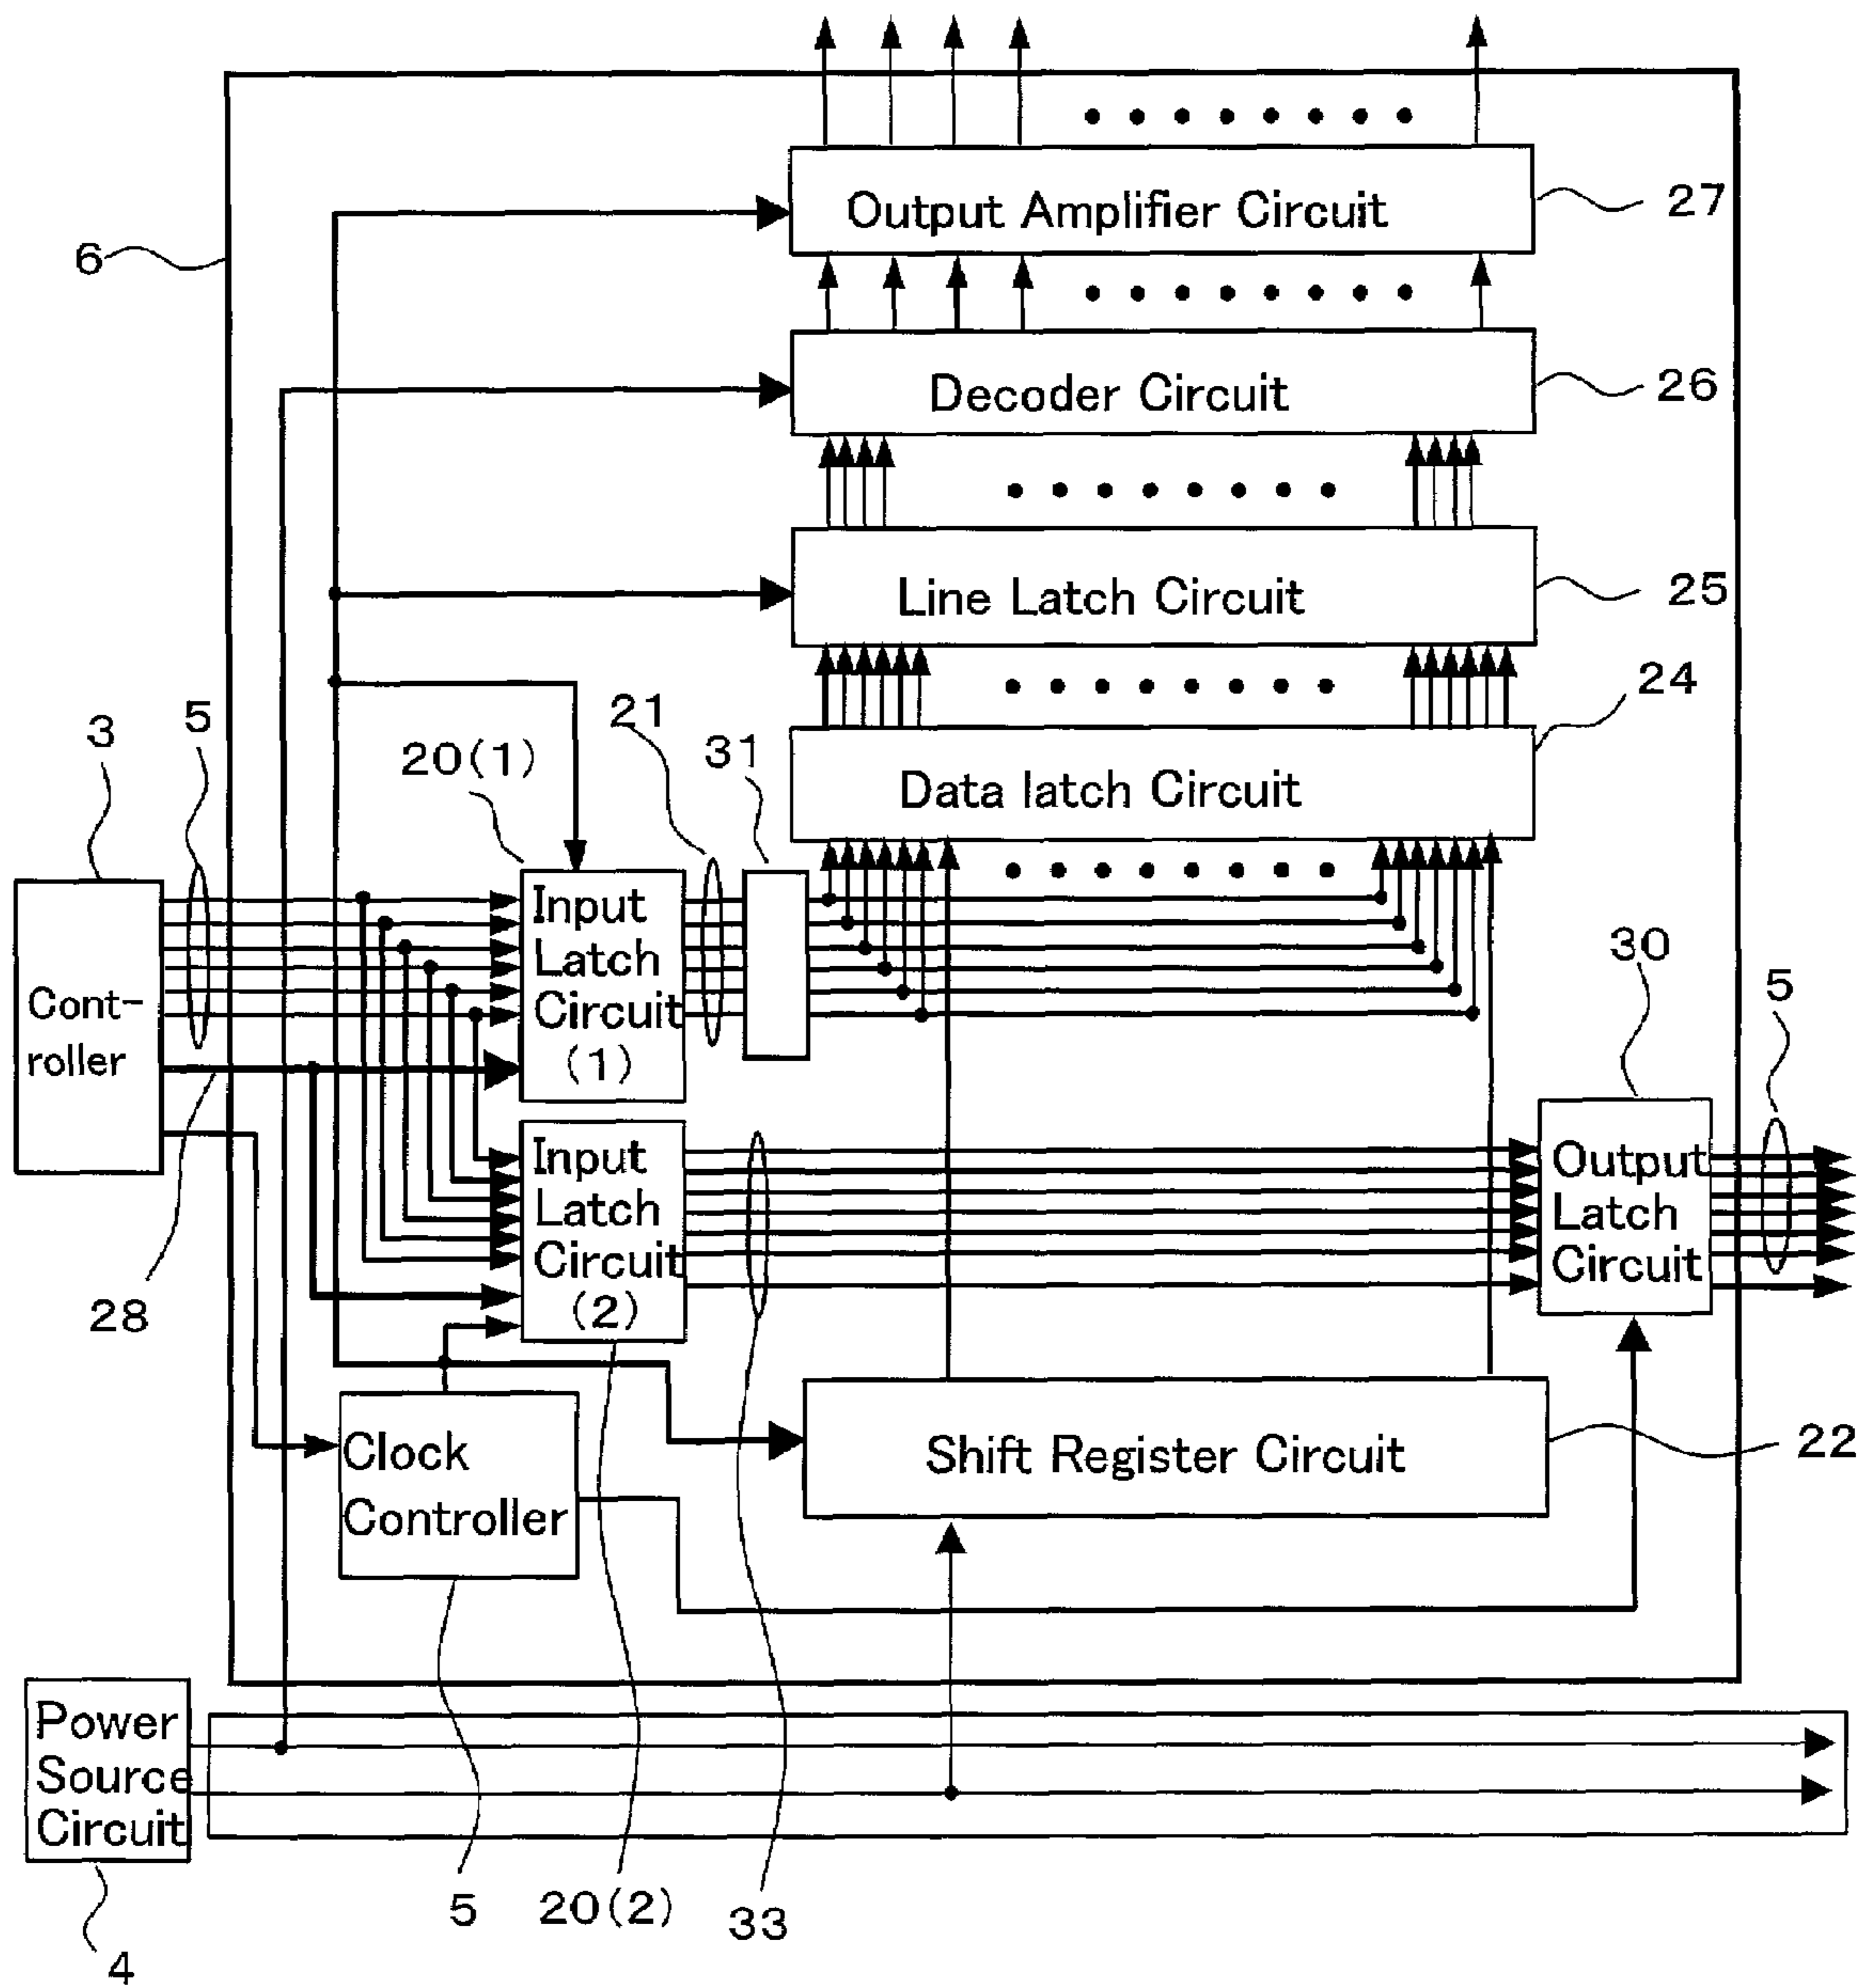 Output Amplifier Circuit
27
6
Decoder Circuit
26
Line Latch Circuit
25
24
21
5
3
20(1)
31
Data latch Circuit
Cont-
roller
Input
Latch
Circuit
(1)
30
5
28
Input
Latch
Circuit
(2)
Output
Latch
Circuit
Clock
Controller
Shift Register Circuit
22
Power
Source
Circuit
5
20(2)
33
4